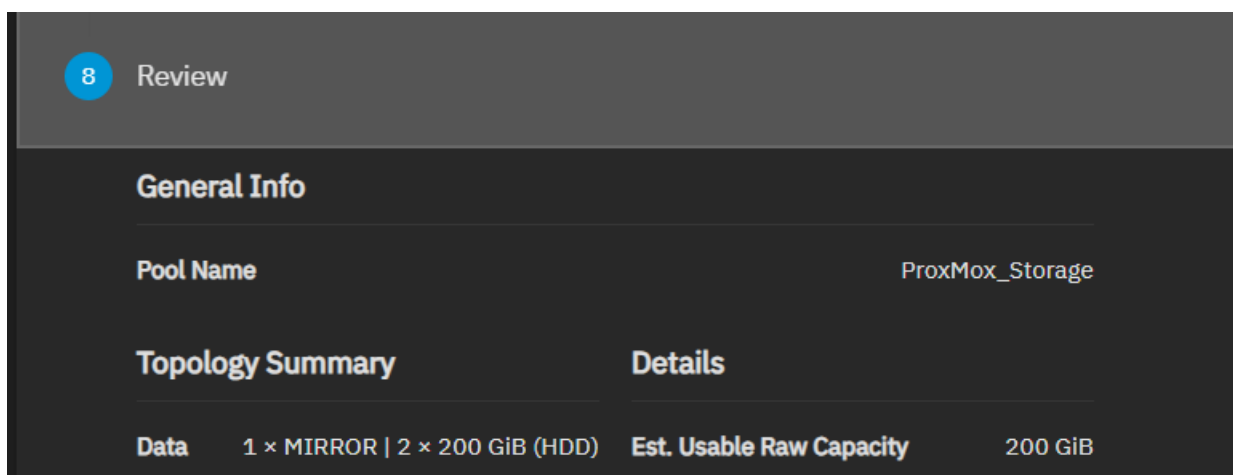 8 Review
General Info
Pool Name ProxMox_Storage
Topology Summary Details
Data 1 × MIRROR | 2 × 200 GiB (HDD) Est. Usable Raw Capacity 200 GiB